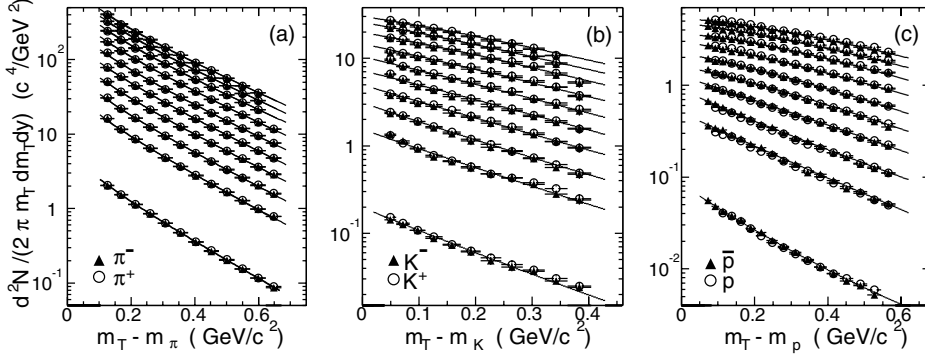 d²N/(2 π m_T dm_T dy) (c⁴/GeV²)
10²
10
1
10⁻¹
(a)
▲ π⁻
○ π⁺
0 0.2 0.4 0.6
m_T - m_π ( GeV/c²)
10
1
10⁻¹
(b)
▲ K⁻
○ K⁺
0 0.1 0.2 0.3 0.4
m_T - m_K ( GeV/c²)
1
10⁻¹
10⁻²
(c)
▲ p̅
○ p
0 0.2 0.4 0.6
m_T - m_p ( GeV/c²)